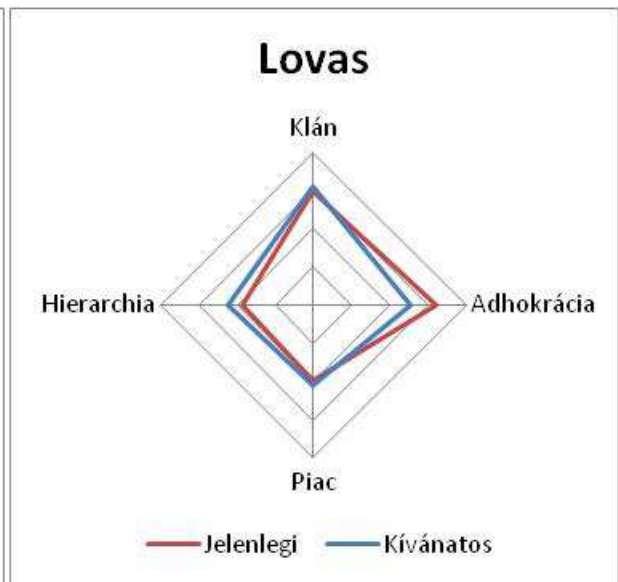 Lovas
Klán
Hierarchia
Adhokrácia
Piac
Jelenlegi Kívánatos